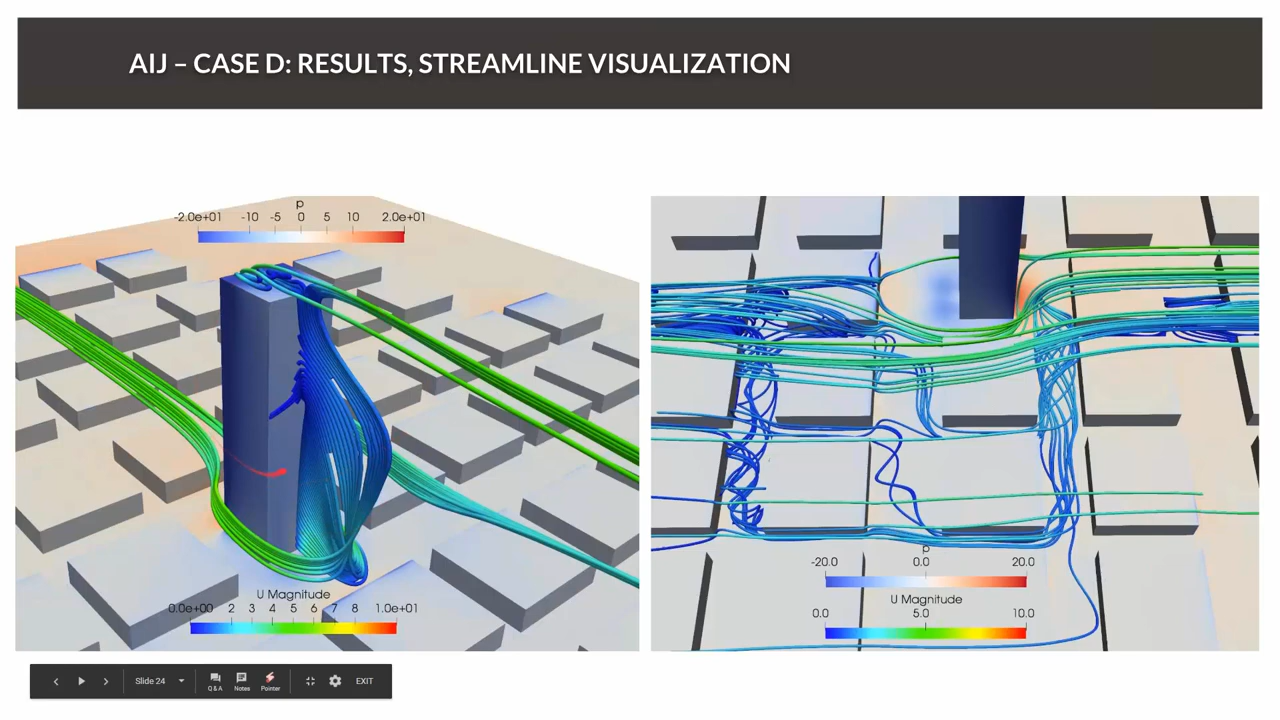 AIJ – CASE D: RESULTS, STREAMLINE VISUALIZATION
p
-2.0e+01 -10 -5 0 5 10 2.0e+01
U Magnitude
0.0e+00 2 3 4 5 6 7 8 1.0e+01
p
-20.0 0.0 20.0
U Magnitude
0.0 5.0 10.0
Slide 24 Q & A Notes Pointer EXIT